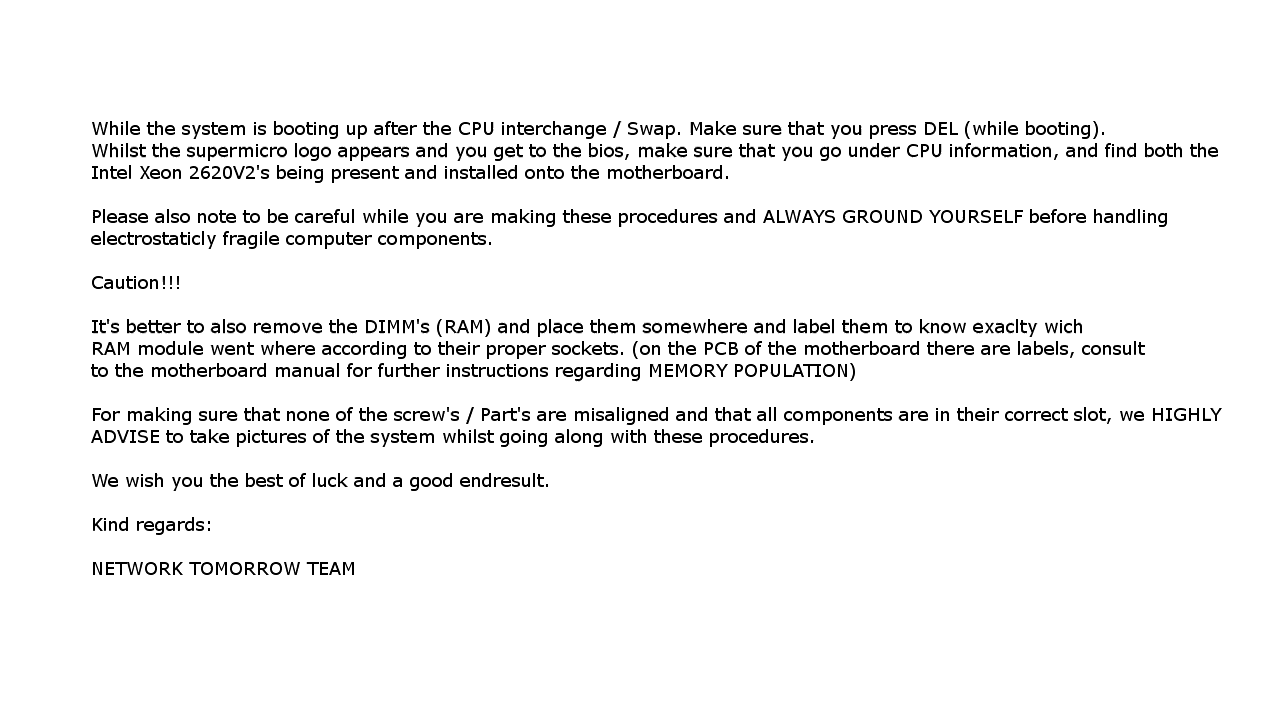 While the system is booting up after the CPU interchange / Swap. Make sure that you press DEL (while booting).
Whilst the supermicro logo appears and you get to the bios, make sure that you go under CPU information, and find both the
Intel Xeon 2620V2's being present and installed onto the motherboard.
Please also note to be careful while you are making these procedures and ALWAYS GROUND YOURSELF before handling
electrostaticly fragile computer components.
Caution!!!
It's better to also remove the DIMM's (RAM) and place them somewhere and label them to know exaclty wich
RAM module went where according to their proper sockets. (on the PCB of the motherboard there are labels, consult
to the motherboard manual for further instructions regarding MEMORY POPULATION)
For making sure that none of the screw's / Part's are misaligned and that all components are in their correct slot, we HIGHLY
ADVISE to take pictures of the system whilst going along with these procedures.
We wish you the best of luck and a good endresult.
Kind regards:
NETWORK TOMORROW TEAM